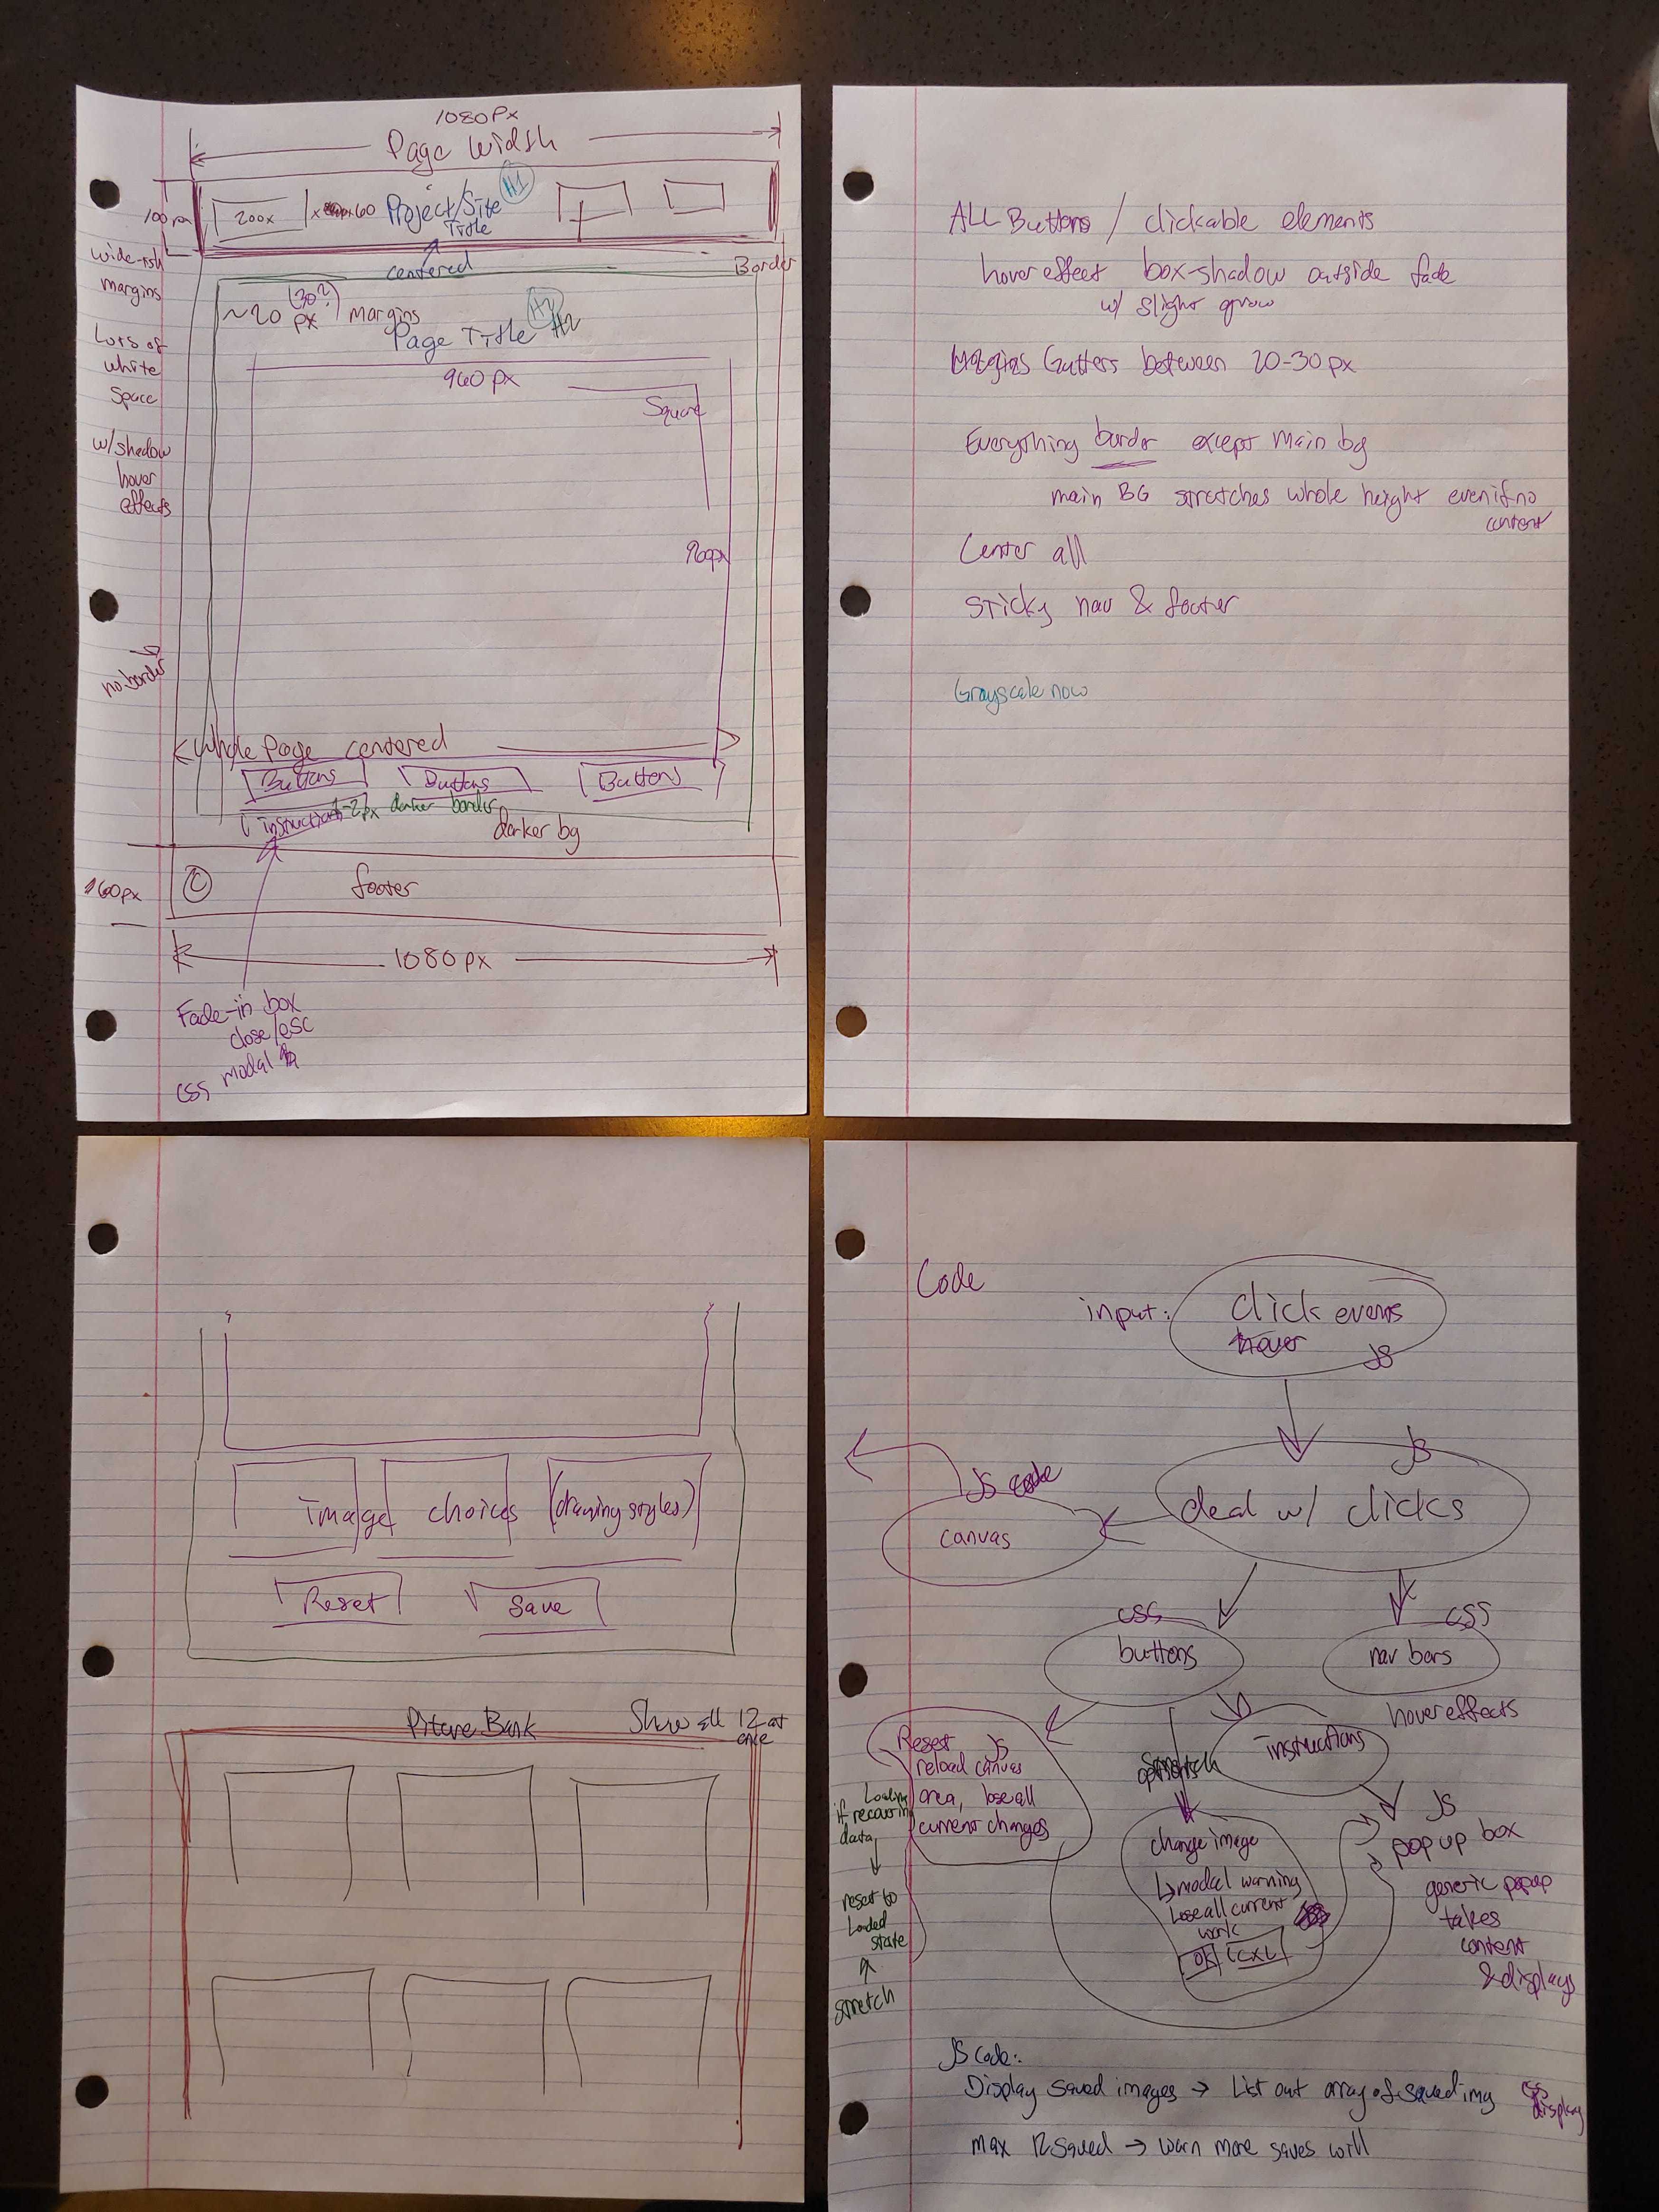 1080 Px
Page Width
100 px
200x
x 60
Project/Site
Title
H1
centered
Border
wide-ish
margins
Lots of
white
Space
w/shadow
hover
effects
no border
~20 (30?)
px margins
Page Title H2
H2
960 px
Square
960px
Whole Page centered
Buttons
Buttons
Buttons
instructions
1-2px darker border
darker bg
60px
©
footer
1080 px
Fade-in box
close/esc
CSS modal
ALL Buttons / clickable elements
hover effect box-shadow outside fade
w/ slight grow
Gutters between 20-30 px
Everything border except main bg
main BG stretches whole height even if no
content
Center all
Sticky nav & footer
Grayscale now
image choices (drawing styles)
Reset
Save
Picture Bank
Show all 12 at
once
Code
input:
click events
hover
JS
JS
deal w/ clicks
JS code
canvas
CSS
buttons
CSS
nav bars
hover effects
Reset JS
reload canvas
area, lose all
current changes
Loading
if recurring
data
reset to
Loaded
state
stretch
instructions
change image
↳ modal warning
Lose all current
work
OK CXL
JS
pop up box
generic popup
takes
content
& displays
JS Code:
Display saved images → List out array of saved img
css
display
max 12 saved → warn more saves will